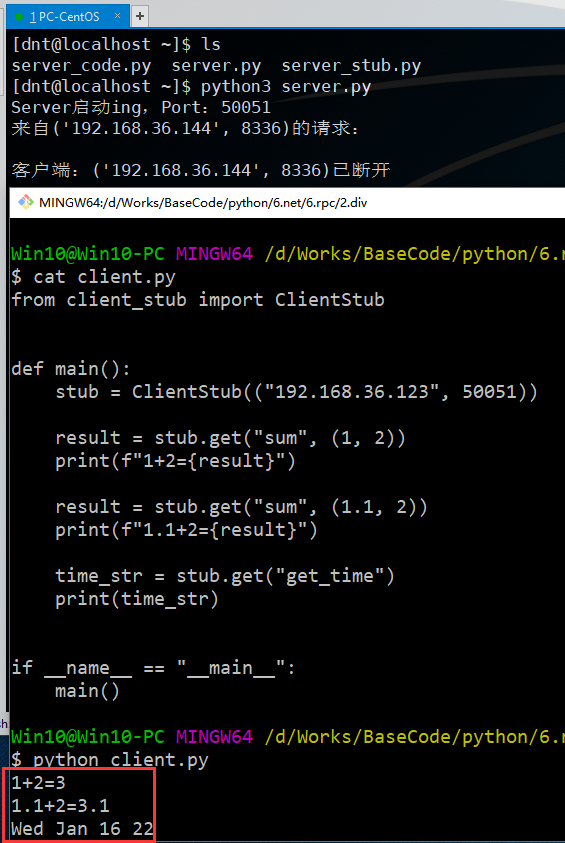 1 PC-CentOS × +
[dnt@localhost ~]$ ls
server_code.py  server.py  server_stub.py
[dnt@localhost ~]$ python3 server.py
Server启动ing，Port：50051
来自('192.168.36.144', 8336)的请求：
客户端：('192.168.36.144', 8336)已断开
MINGW64:/d/Works/BaseCode/python/6.net/6.rpc/2.div
Win10@Win10-PC MINGW64 /d/Works/BaseCode/python/6.
$ cat client.py
from client_stub import ClientStub
def main():
    stub = ClientStub(("192.168.36.123", 50051))
    result = stub.get("sum", (1, 2))
    print(f"1+2={result}")
    result = stub.get("sum", (1.1, 2))
    print(f"1.1+2={result}")
    time_str = stub.get("get_time")
    print(time_str)
if __name__ == "__main__":
    main()
sh
Win10@Win10-PC MINGW64 /d/Works/BaseCode/python/6.
$ python client.py
1+2=3
1.1+2=3.1
Wed Jan 16 22